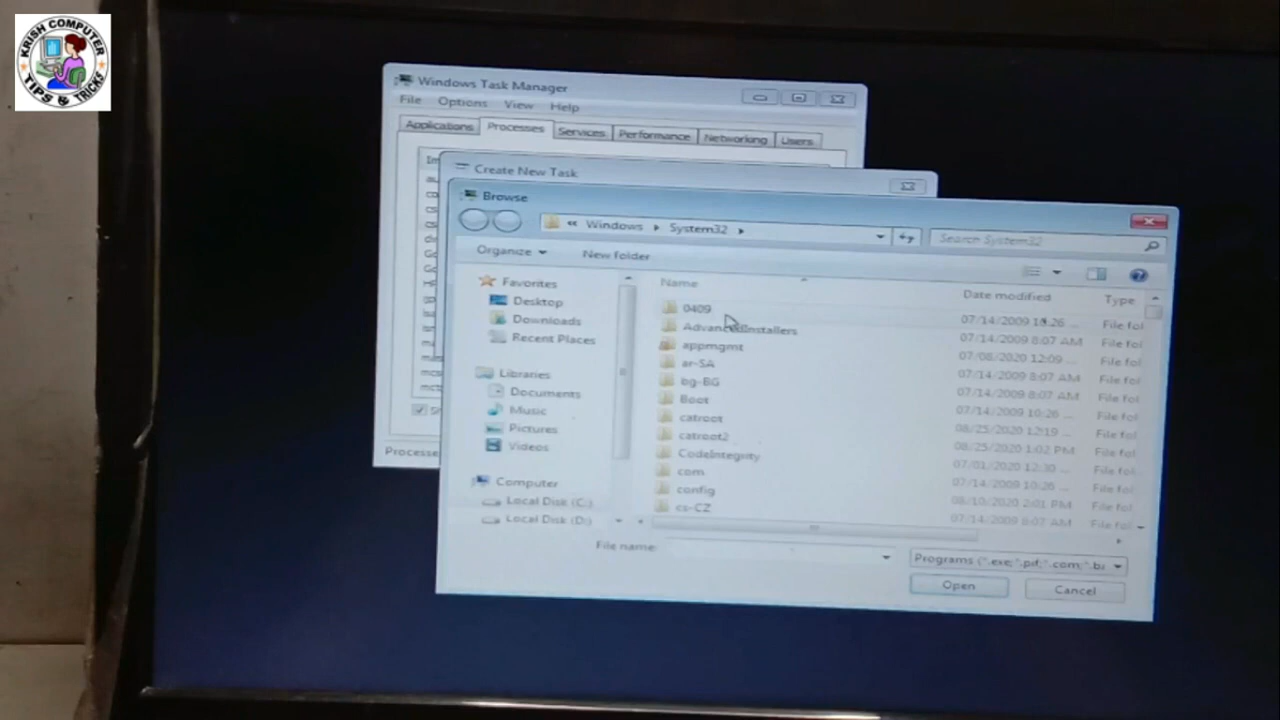 KRISH COMPUTER
TIPS & TRICKS
Windows Task Manager
File Options View Help
Applications Processes Services Performance Networking Users
Create New Task
Browse
« Windows ▸ System32 ▸
Search System32
Organize New folder
Name Date modified Type
Favorites
Desktop
Downloads
Recent Places
Libraries
Documents
Music
Pictures
Videos
Computer
Local Disk (C:)
Local Disk (D:)
0409 07/14/2009 10:26 ... File fol
AdvancedInstallers 07/14/2009 8:07 AM File fol
appmgmt 07/08/2020 12:09 ... File fol
ar-SA 07/14/2009 8:07 AM File fol
bg-BG 07/14/2009 8:07 AM File fol
Boot 07/14/2009 10:26 ... File fol
catroot 08/25/2020 12:19 ... File fol
catroot2 08/25/2020 1:02 PM File fol
CodeIntegrity 07/01/2020 12:30 ... File fol
com 07/14/2009 10:26 ... File fol
config 08/10/2020 2:01 PM File fol
cs-CZ 07/14/2009 8:07 AM File fol
Processe
File name:
Programs (*.exe;*.pif;*.com;*.ba
Open Cancel